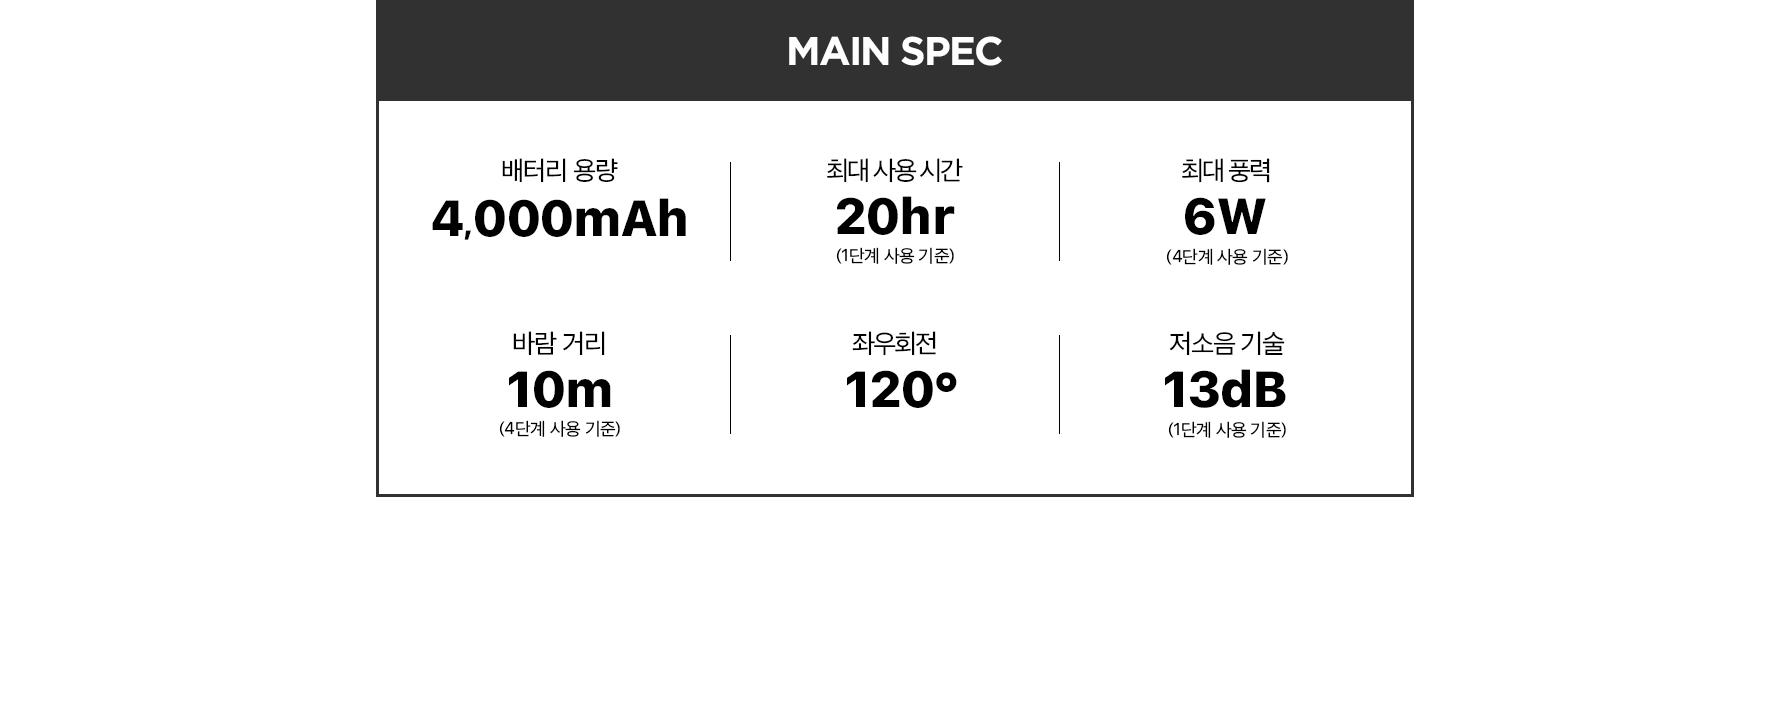 MAIN SPEC
배터리 용량
4,000mAh
최대 사용 시간
20hr
(1단계 사용 기준)
최대 풍력
6W
(4단계 사용 기준)
바람 거리
10m
(4단계 사용 기준)
좌우회전
120°
저소음 기술
13dB
(1단계 사용 기준)